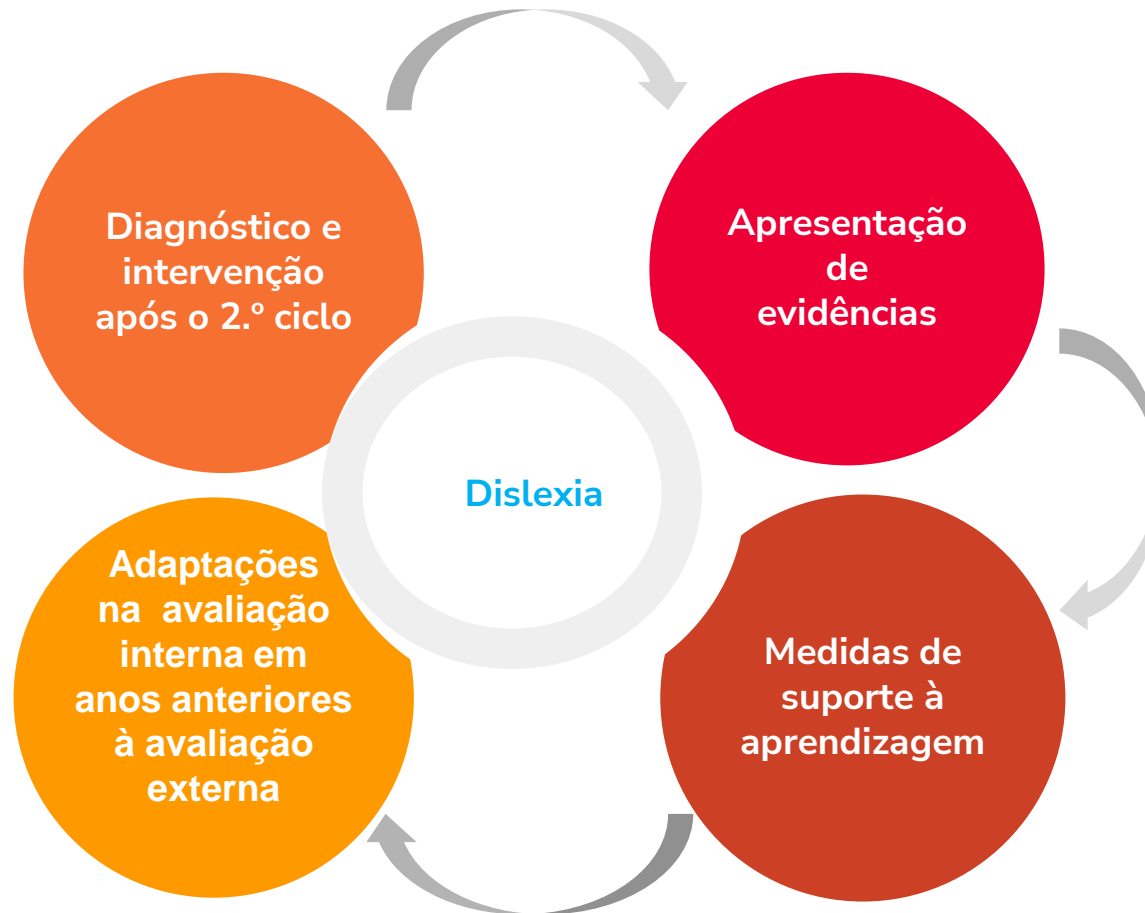 Diagnóstico e
intervenção
após o 2.º ciclo
Apresentação
de
evidências
Dislexia
Medidas de
suporte à
aprendizagem
Adaptações
na avaliação
interna em
anos anteriores
à avaliação
externa